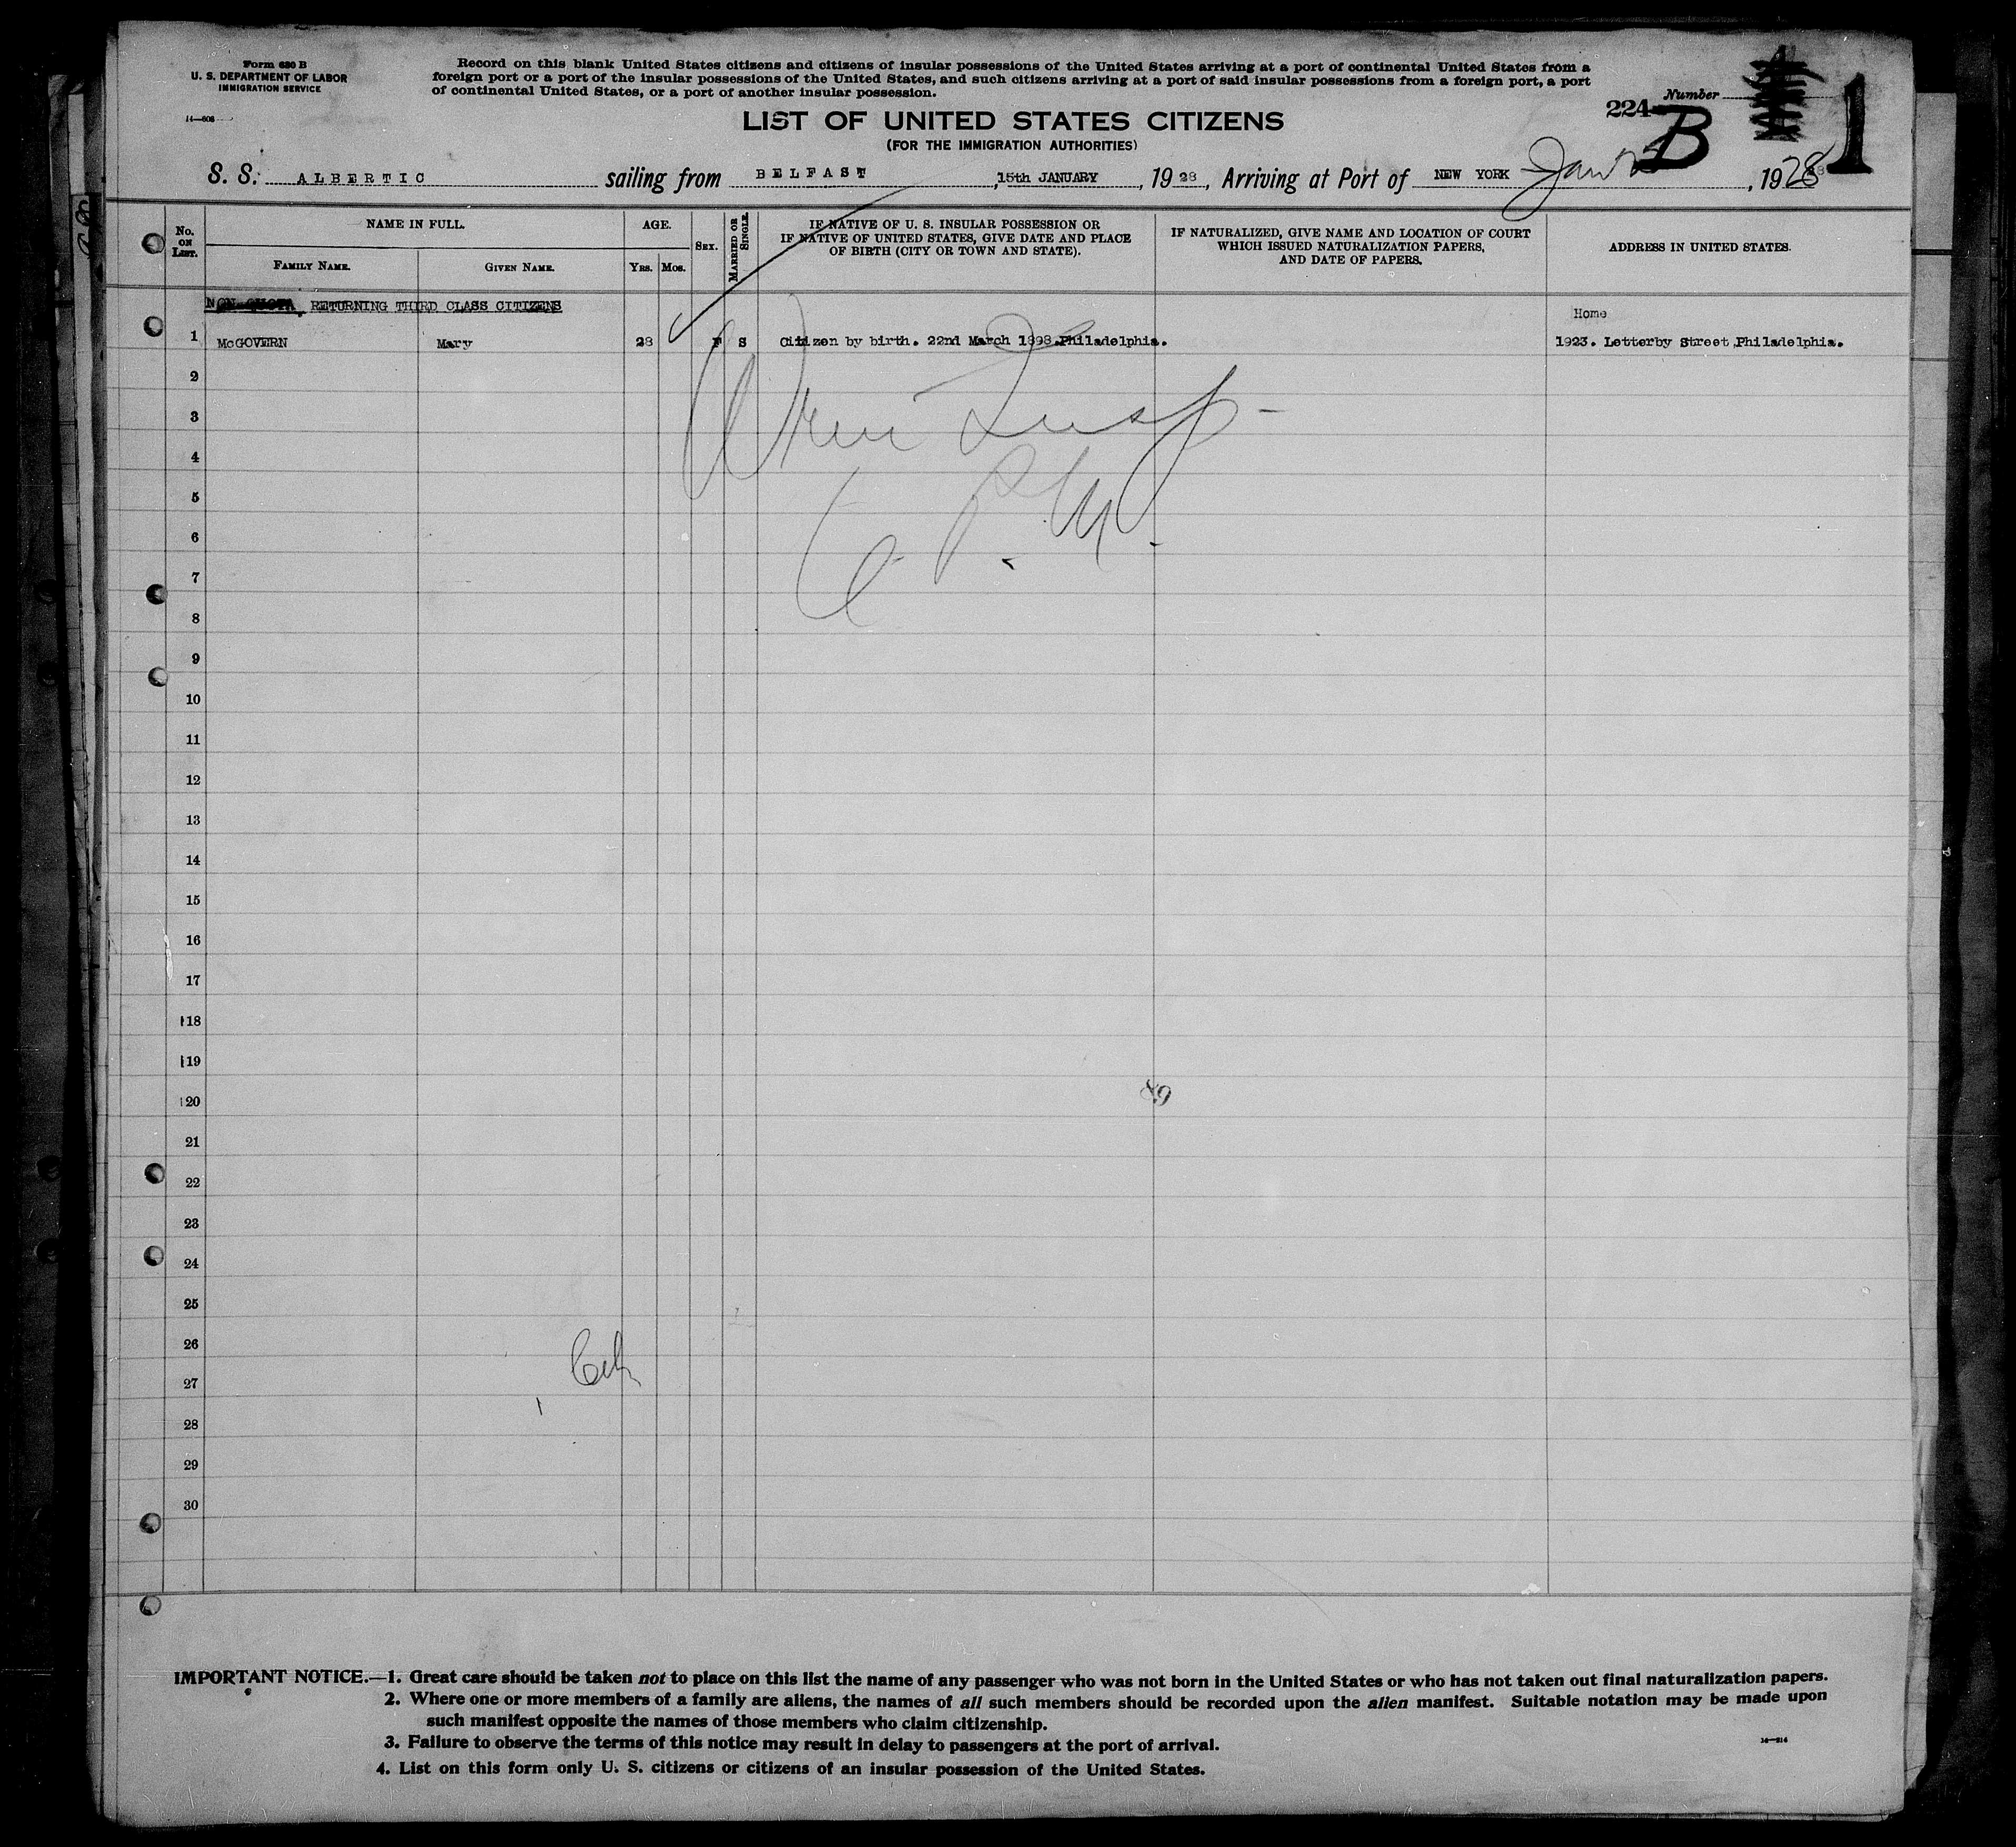 Form 630 B
U. S. DEPARTMENT OF LABOR
IMMIGRATION SERVICE
Record on this blank United States citizens and citizens of insular possessions of the United States arriving at a port of continental United States from a
foreign port or a port of the insular possessions of the United States, and such citizens arriving at a port of said insular possessions from a foreign port, a port
of continental United States, or a port of another insular possession.
LIST OF UNITED STATES CITIZENS
(FOR THE IMMIGRATION AUTHORITIES)
Number
224
B
1
S. S. ALBERTIC sailing from BELFAST, 15th JANUARY, 1928, Arriving at Port of NEW YORK Jan, 1928
No. ON LIST.
NAME IN FULL.
FAMILY NAME.
GIVEN NAME.
AGE.
YRS.
MOS.
SEX.
MARRIED OR SINGLE.
IF NATIVE OF U. S. INSULAR POSSESSION OR
IF NATIVE OF UNITED STATES, GIVE DATE AND PLACE
OF BIRTH (CITY OR TOWN AND STATE).
IF NATURALIZED, GIVE NAME AND LOCATION OF COURT
WHICH ISSUED NATURALIZATION PAPERS,
AND DATE OF PAPERS.
ADDRESS IN UNITED STATES.
NON QUOTA. RETURNING THIRD CLASS CITIZENS
Home
1 McGOVERN Mary 28 F S Citizen by birth. 22nd March 1898.Philadelphia. 1923. Letterby Street,Philadelphia.
2
3
4
5
6
7
8
9
10
11
12
13
14
15
16
17
18
19
20
21
22
23
24
25
26
27
28
29
30
IMPORTANT NOTICE.—1. Great care should be taken not to place on this list the name of any passenger who was not born in the United States or who has not taken out final naturalization papers.
2. Where one or more members of a family are aliens, the names of all such members should be recorded upon the alien manifest. Suitable notation may be made upon
such manifest opposite the names of those members who claim citizenship.
3. Failure to observe the terms of this notice may result in delay to passengers at the port of arrival.
4. List on this form only U. S. citizens or citizens of an insular possession of the United States.